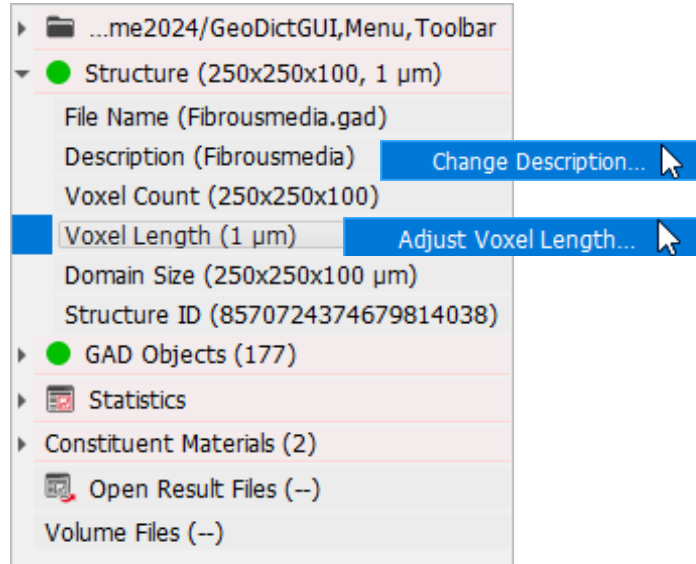 ...me2024/GeoDictGUI,Menu,Toolbar
Structure (250x250x100, 1 µm)
File Name (Fibrousmedia.gad)
Description (Fibrousmedia)
Change Description...
Voxel Count (250x250x100)
Voxel Length (1 µm)
Adjust Voxel Length...
Domain Size (250x250x100 µm)
Structure ID (8570724374679814038)
GAD Objects (177)
Statistics
Constituent Materials (2)
Open Result Files (--)
Volume Files (--)